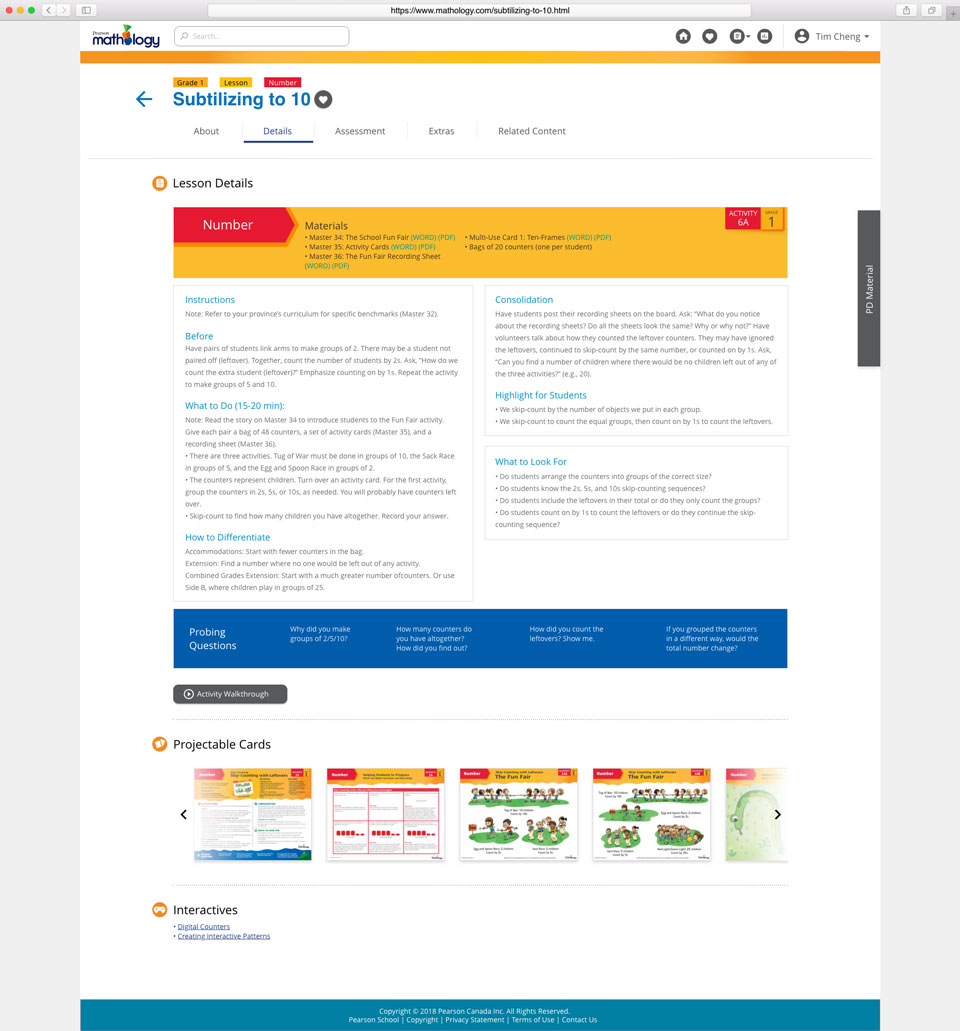 https://www.mathology.com/subtilizing-to-10.html
Pearson
mathology
Search...
Tim Cheng
Grade 1
Lesson
Number
Subtilizing to 10
About
Details
Assessment
Extras
Related Content
Lesson Details
Number
Materials
• Master 34: The School Fun Fair (WORD) (PDF)
• Master 35: Activity Cards (WORD) (PDF)
• Master 36: The Fun Fair Recording Sheet
(WORD) (PDF)
• Multi-Use Card 1: Ten-Frames (WORD) (PDF)
• Bags of 20 counters (one per student)
ACTIVITY
6A
GRADE
1
PD Material
Instructions
Note: Refer to your province's curriculum for specific benchmarks (Master 32).
Before
Have pairs of students link arms to make groups of 2. There may be a student not
paired off (leftover). Together, count the number of students by 2s. Ask, “How do we
count the extra student (leftover)?” Emphasize counting on by 1s. Repeat the activity
to make groups of 5 and 10.
What to Do (15-20 min):
Note: Read the story on Master 34 to introduce students to the Fun Fair activity.
Give each pair a bag of 48 counters, a set of activity cards (Master 35), and a
recording sheet (Master 36).
• There are three activities. Tug of War must be done in groups of 10, the Sack Race
in groups of 5, and the Egg and Spoon Race in groups of 2.
• The counters represent children. Turn over an activity card. For the first activity,
group the counters in 2s, 5s, or 10s, as needed. You will probably have counters left
over.
• Skip-count to find how many children you have altogether. Record your answer.
How to Differentiate
Accommodations: Start with fewer counters in the bag.
Extension: Find a number where no one would be left out of any activity.
Combined Grades Extension: Start with a much greater number ofcounters. Or use
Side B, where children play in groups of 25.
Consolidation
Have students post their recording sheets on the board. Ask: “What do you notice
about the recording sheets? Do all the sheets look the same? Why or why not?” Have
volunteers talk about how they counted the leftover counters. They may have ignored
the leftovers, continued to skip-count by the same number, or counted on by 1s. Ask,
“Can you find a number of children where there would be no children left out of any of
the three activities?” (e.g., 20).
Highlight for Students
• We skip-count by the number of objects we put in each group.
• We skip-count to count the equal groups, then count on by 1s to count the leftovers.
What to Look For
• Do students arrange the counters into groups of the correct size?
• Do students know the 2s, 5s, and 10s skip-counting sequences?
• Do students include the leftovers in their total or do they only count the groups?
• Do students count on by 1s to count the leftovers or do they continue the skip-
counting sequence?
Probing
Questions
Why did you make
groups of 2/5/10?
How many counters do
you have altogether?
How did you find out?
How did you count the
leftovers? Show me.
If you grouped the counters
in a different way, would the
total number change?
Activity Walkthrough
Projectable Cards
Number
Skip-Counting with Leftovers
Number
Helping Students to Progress
Number
Skip-Counting with Leftovers
The Fun Fair
Number
Skip-Counting with Leftovers
The Fun Fair
Interactives
• Digital Counters
• Creating Interactive Patterns
Copyright © 2018 Pearson Canada Inc. All Rights Reserved.
Pearson School | Copyright | Privacy Statement | Terms of Use | Contact Us